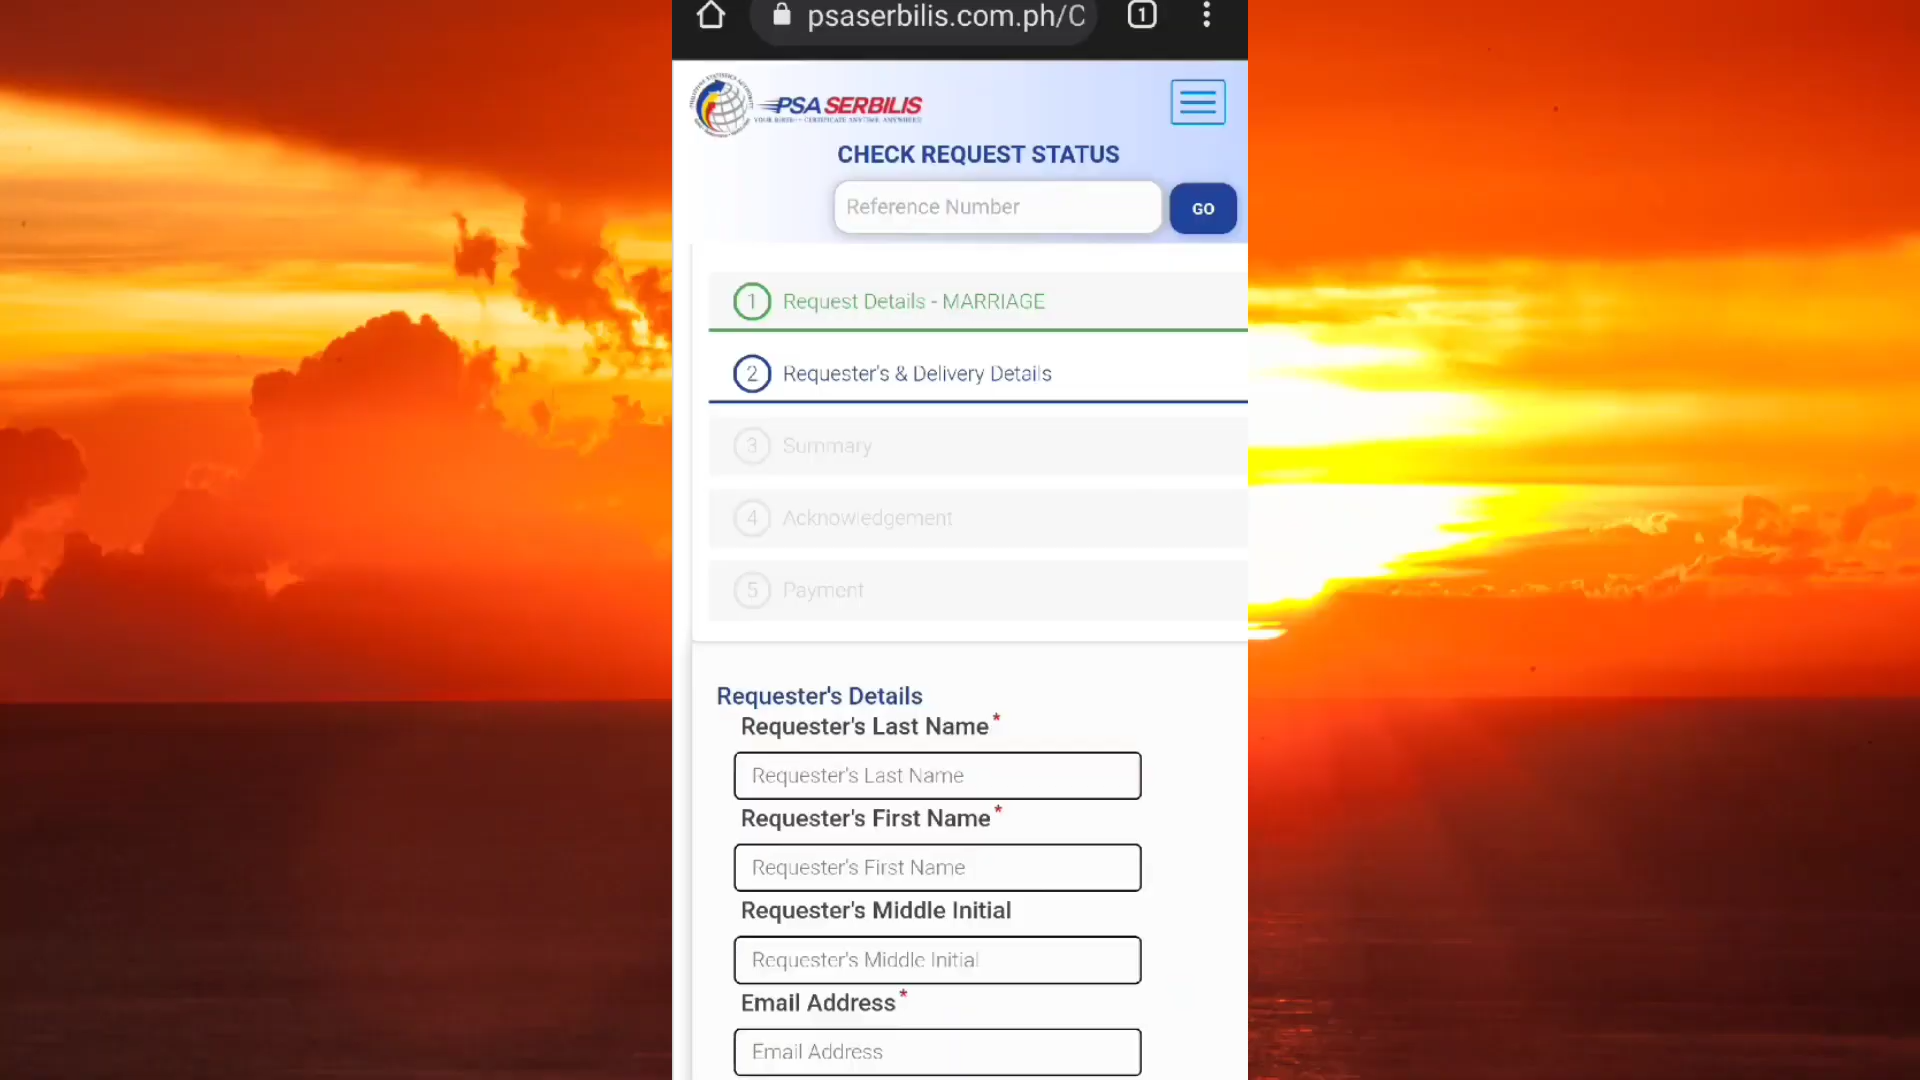 psaserbilis.com.ph/C
1
PSA SERBILIS
CHECK REQUEST STATUS
Reference Number
GO
1 Request Details - MARRIAGE
2 Requester's & Delivery Details
3 Summary
4 Acknowledgement
5 Payment
Requester's Details
Requester's Last Name*
Requester's Last Name
Requester's First Name*
Requester's First Name
Requester's Middle Initial
Requester's Middle Initial
Email Address*
Email Address